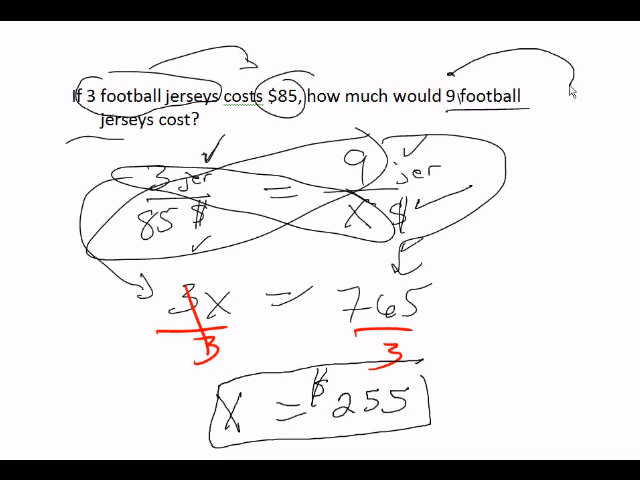 If 3 football jerseys costs $85, how much would 9 football
jerseys cost?
3 jer = 9 jer
85 $ x $
3x = 765
3 3
x = $255